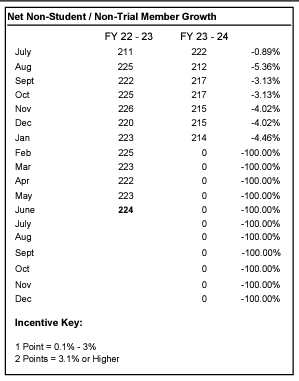 Net Non-Student / Non-Trial Member Growth
FY 22 - 23 FY 23 - 24
July 211 222 -0.89%
Aug 225 212 -5.36%
Sept 222 217 -3.13%
Oct 225 217 -3.13%
Nov 226 215 -4.02%
Dec 220 215 -4.02%
Jan 223 214 -4.46%
Feb 225 0 -100.00%
Mar 223 0 -100.00%
Apr 222 0 -100.00%
May 223 0 -100.00%
June 224 0 -100.00%
July 0 -100.00%
Aug 0 -100.00%
Sept 0 -100.00%
Oct 0 -100.00%
Nov 0 -100.00%
Dec 0 -100.00%
Incentive Key:
1 Point = 0.1% - 3%
2 Points = 3.1% or Higher